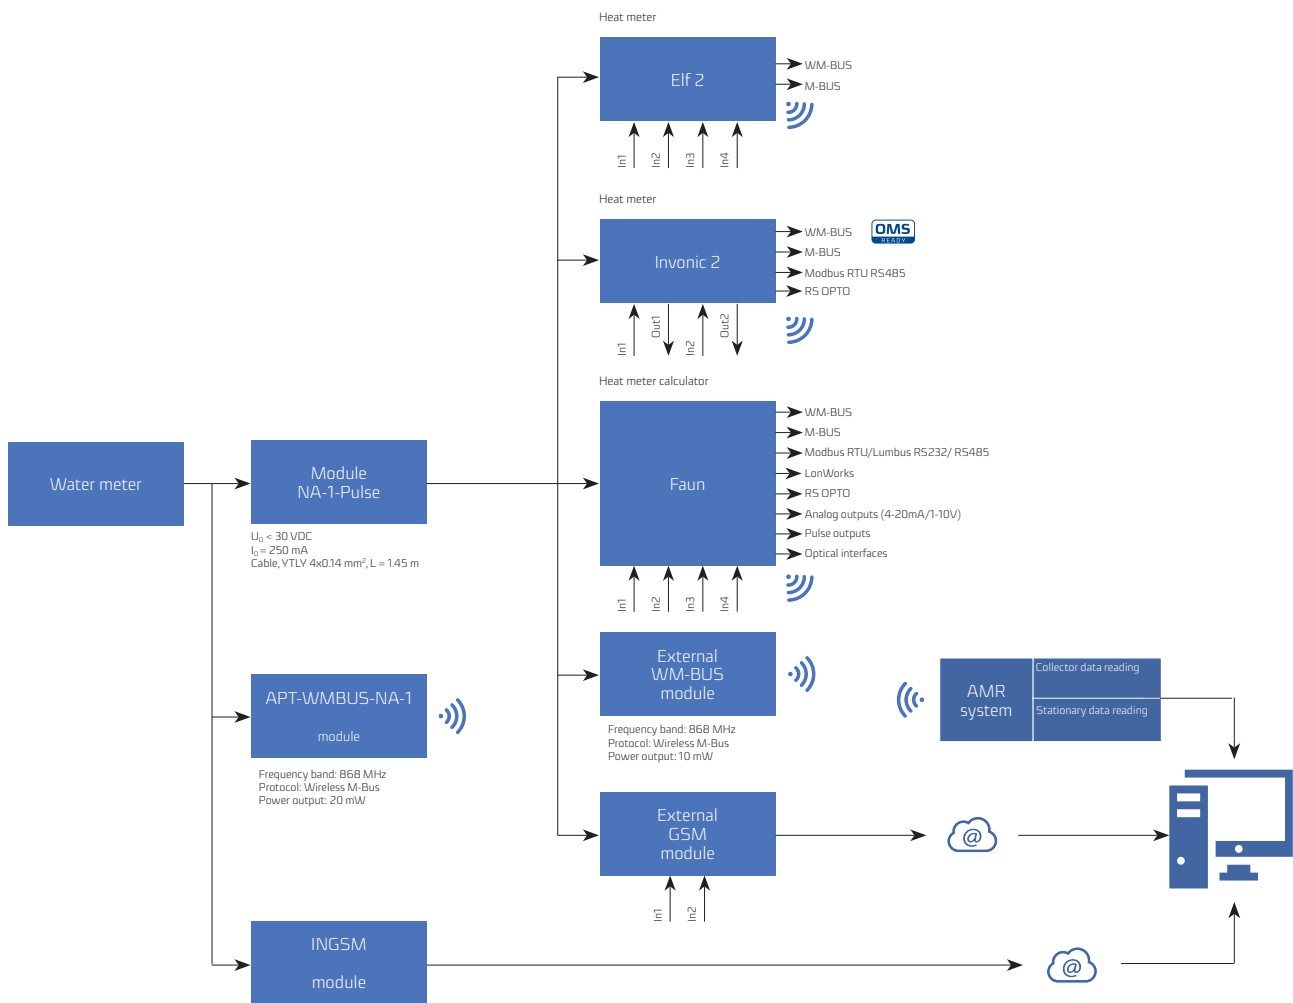 Heat meter
Elf 2
WM-BUS
M-BUS
In1
In2
In3
In4
Heat meter
Invonic 2
WM-BUS
OMS
READY
M-BUS
Modbus RTU RS485
RS OPTO
In1
Out1
In2
Out2
Heat meter calculator
Faun
WM-BUS
M-BUS
Modbus RTU/Lumbus RS232/ RS485
LonWorks
RS OPTO
Analog outputs (4-20mA/1-10V)
Pulse outputs
Optical interfaces
In1
In2
In3
In4
Water meter
Module
NA-1-Pulse
U₀ < 30 VDC
I₀ = 250 mA
Cable, YTLY 4x0.14 mm², L = 1.45 m
APT-WMBUS-NA-1
module
Frequency band: 868 MHz
Protocol: Wireless M-Bus
Power output: 20 mW
External
WM-BUS
module
Frequency band: 868 MHz
Protocol: Wireless M-Bus
Power output: 10 mW
AMR
system
Collector data reading
Stationary data reading
External
GSM
module
In1
In2
@
INGSM
module
@